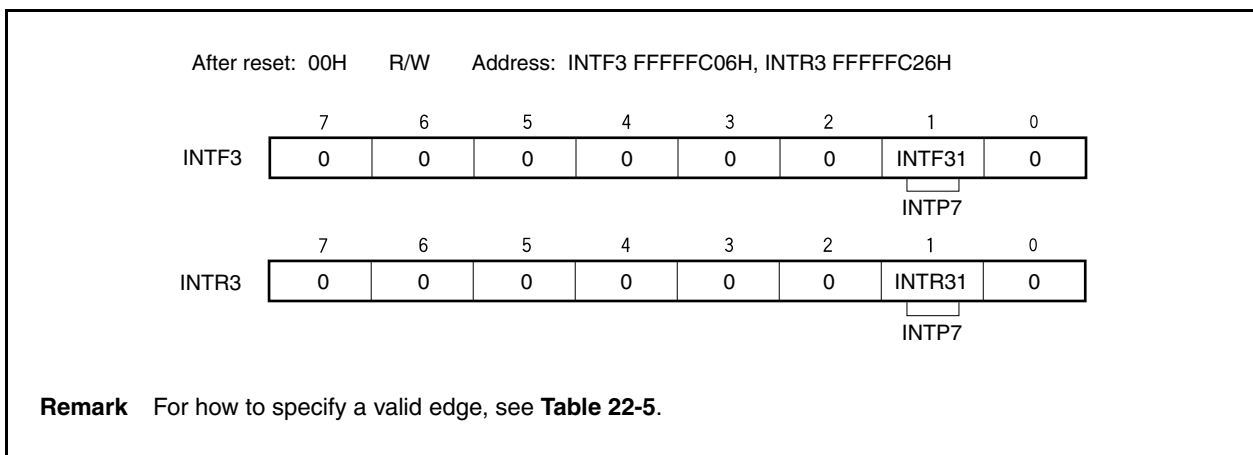 After reset: 00H R/W Address: INTF3 FFFFFC06H, INTR3 FFFFFC26H
7 6 5 4 3 2 1 0
INTF3 0 0 0 0 0 0 INTF31 0
INTP7
7 6 5 4 3 2 1 0
INTR3 0 0 0 0 0 0 INTR31 0
INTP7
Remark For how to specify a valid edge, see Table 22-5.